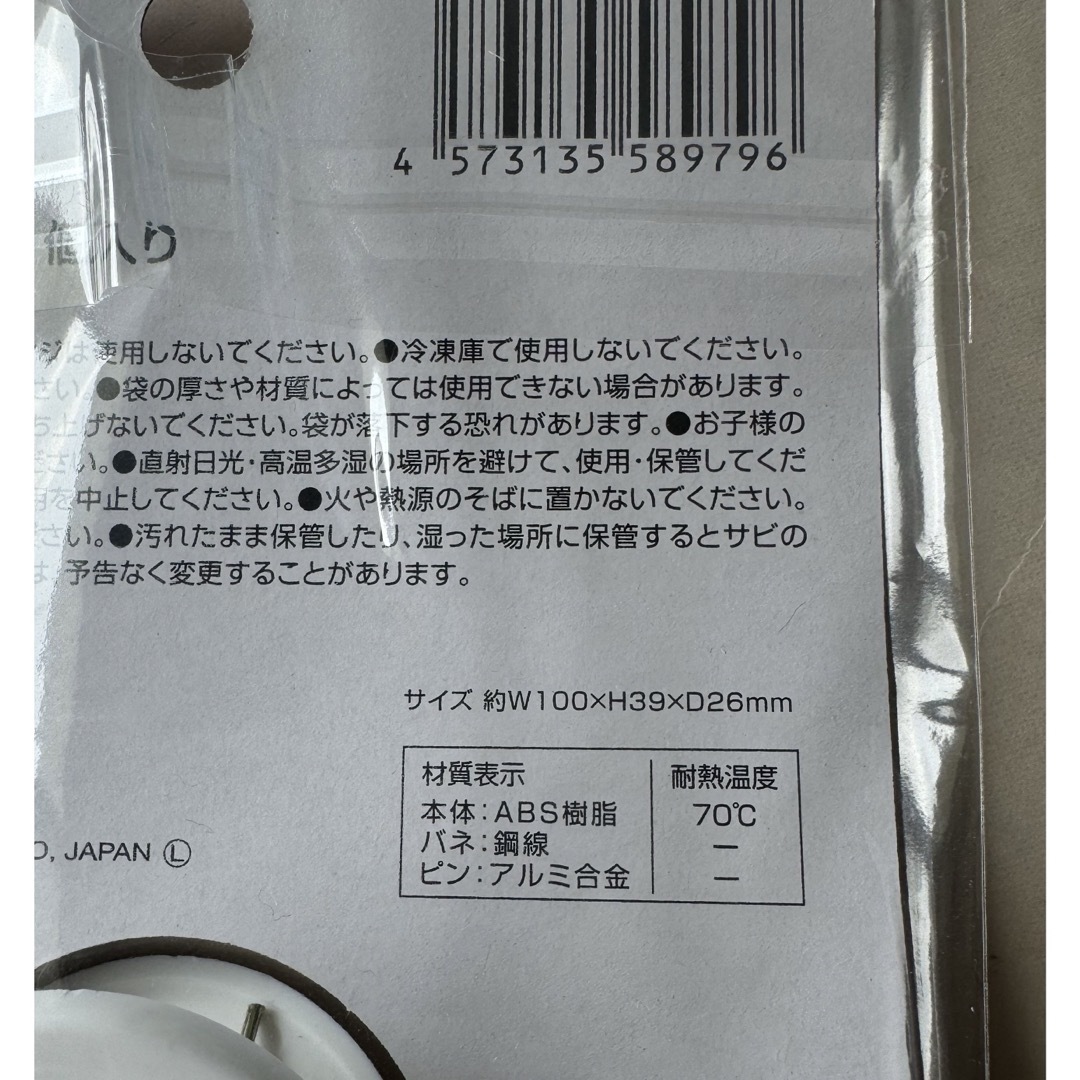 4 573135 589796
個入り
ジは使用しないでください。●冷凍庫で使用しないでください。
さい。●袋の厚さや材質によっては使用できない場合があります。
ち上げないでください。袋が落下する恐れがあります。●お子様の
ださい。●直射日光・高温多湿の場所を避けて、使用・保管してくだ
用を中止してください。●火や熱源のそばに置かないでください。
ださい。●汚れたまま保管したり、湿った場所に保管するとサビの
は、予告なく変更することがあります。
サイズ 約W100×H39×D26mm
材質表示 耐熱温度
本体:ABS樹脂 70℃
バネ:鋼線 ー
ピン:アルミ合金 ー
O, JAPAN Ⓛ